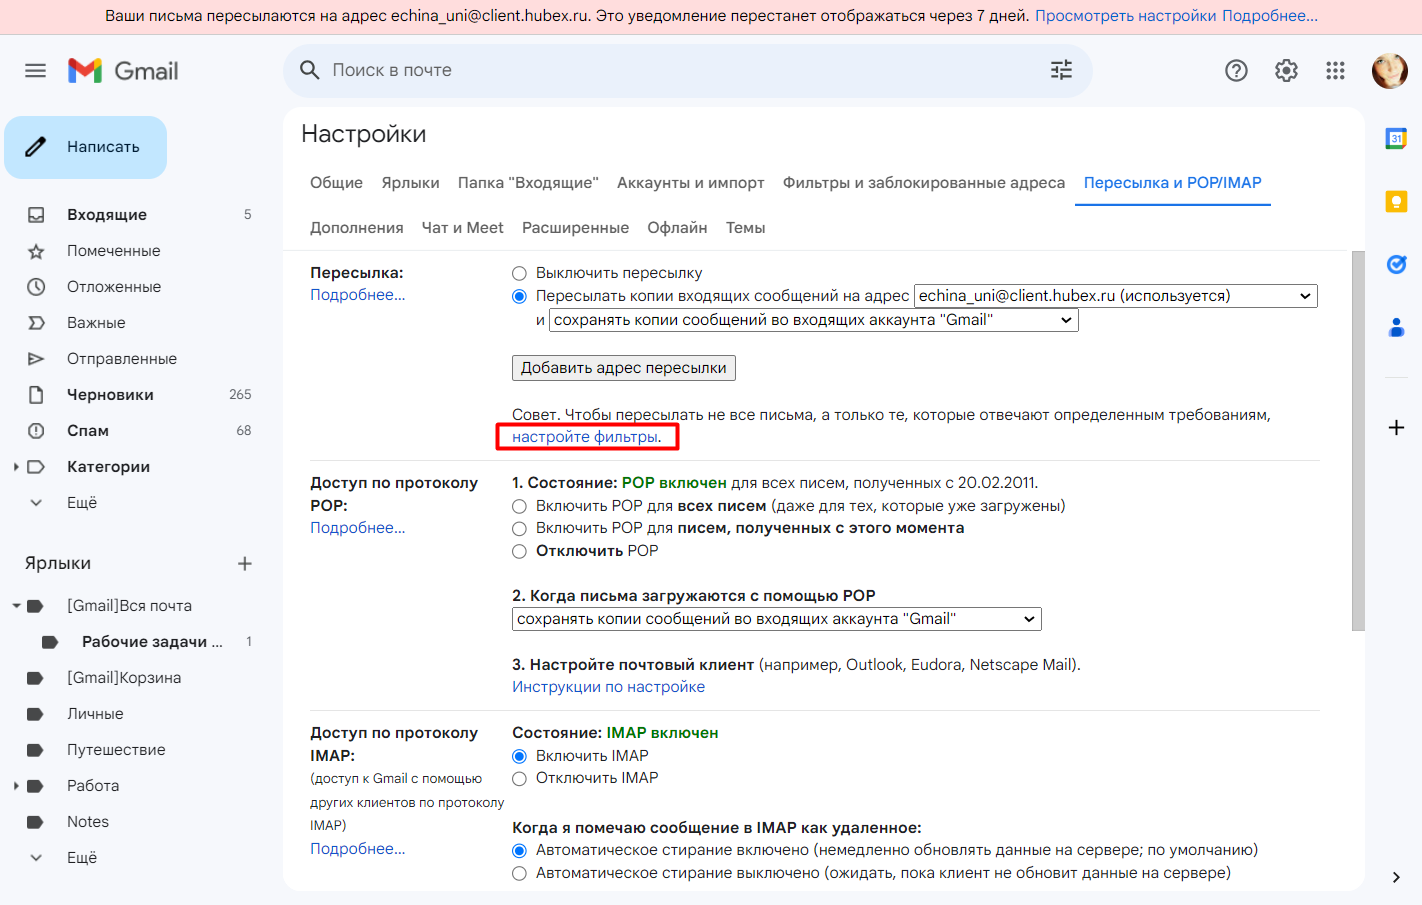 Ваши письма пересылаются на адрес echina_uni@client.hubex.ru. Это уведомление перестанет отображаться через 7 дней. Просмотреть настройки Подробнее...
Gmail
Поиск в почте
Написать
Входящие 5
Помеченные
Отложенные
Важные
Отправленные
Черновики 265
Спам 68
Категории
Ещё
Ярлыки
[Gmail]Вся почта
Рабочие задачи ... 1
[Gmail]Корзина
Личные
Путешествие
Работа
Notes
Ещё
Настройки
Общие Ярлыки Папка "Входящие" Аккаунты и импорт Фильтры и заблокированные адреса Пересылка и POP/IMAP
Дополнения Чат и Meet Расширенные Офлайн Темы
Пересылка:
Подробнее...
Выключить пересылку
Пересылать копии входящих сообщений на адрес echina_uni@client.hubex.ru (используется)
и сохранять копии сообщений во входящих аккаунта "Gmail"
Добавить адрес пересылки
Совет. Чтобы пересылать не все письма, а только те, которые отвечают определенным требованиям,
настройте фильтры.
Доступ по протоколу
POP:
Подробнее...
1. Состояние: POP включен для всех писем, полученных с 20.02.2011.
Включить POP для всех писем (даже для тех, которые уже загружены)
Включить POP для писем, полученных с этого момента
Отключить POP
2. Когда письма загружаются с помощью POP
сохранять копии сообщений во входящих аккаунта "Gmail"
3. Настройте почтовый клиент (например, Outlook, Eudora, Netscape Mail).
Инструкции по настройке
Доступ по протоколу
IMAP:
(доступ к Gmail с помощью
других клиентов по протоколу
IMAP)
Подробнее...
Состояние: IMAP включен
Включить IMAP
Отключить IMAP
Когда я помечаю сообщение в IMAP как удаленное:
Автоматическое стирание включено (немедленно обновлять данные на сервере; по умолчанию)
Автоматическое стирание выключено (ожидать, пока клиент не обновит данные на сервере)
31